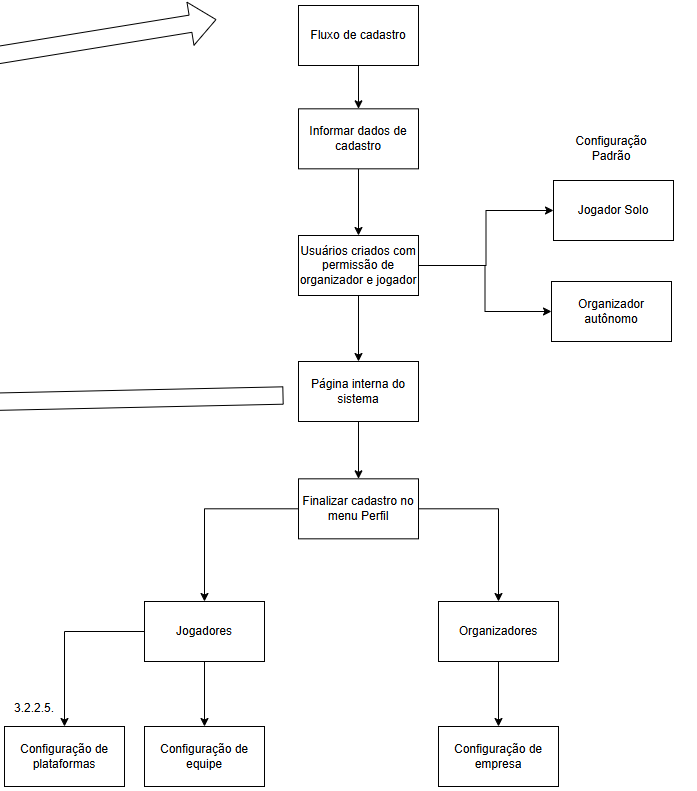 Fluxo de cadastro
Informar dados de
cadastro
Configuração
Padrão
Jogador Solo
Usuários criados com
permissão de
organizador e jogador
Organizador
autônomo
Página interna do
sistema
Finalizar cadastro no
menu Perfil
Jogadores
Organizadores
3.2.2.5.
Configuração de
plataformas
Configuração de
equipe
Configuração de
empresa